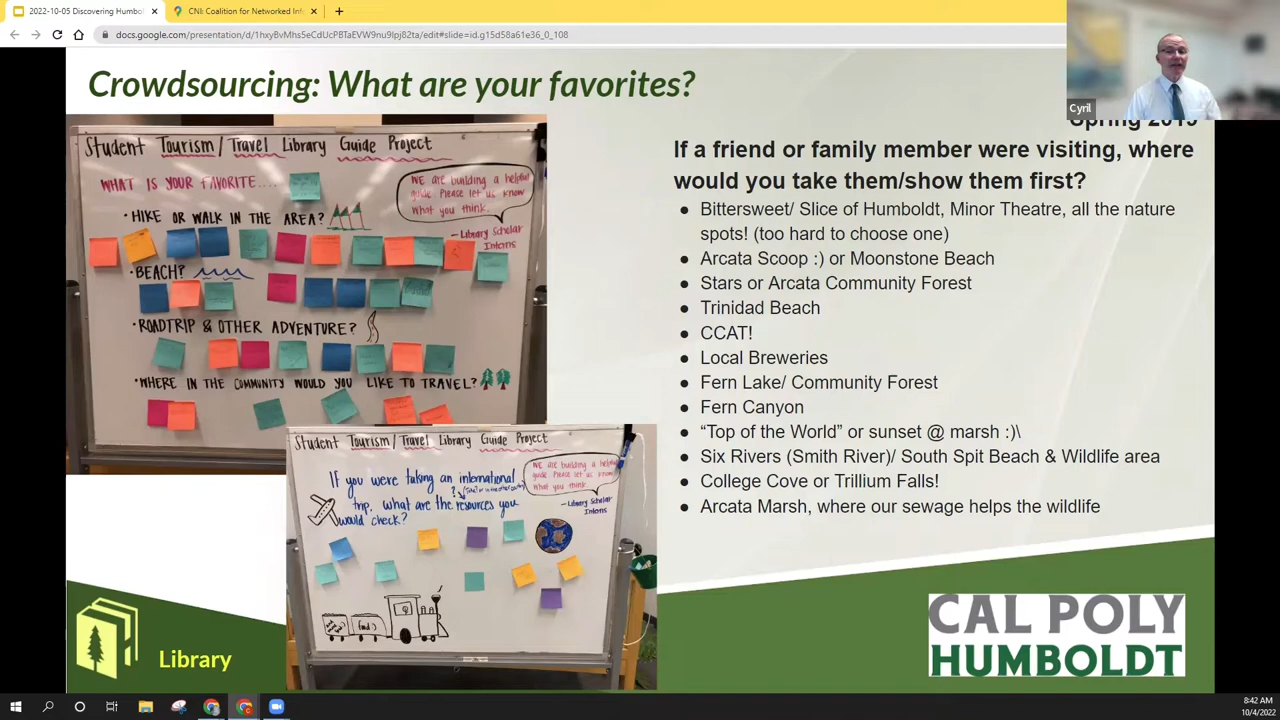 2022-10-05 Discovering Humbol
CNI: Coalition for Networked Inf
docs.google.com/presentation/d/1hxyBvMhs5eCdUcPBTaEVW9nu9lpj82ta/edit#slide=id.g15d58a61e36_0_108
Cyril
Crowdsourcing: What are your favorites?
Spring 2019
If a friend or family member were visiting, where
would you take them/show them first?
● Bittersweet/ Slice of Humboldt, Minor Theatre, all the nature
spots! (too hard to choose one)
● Arcata Scoop :) or Moonstone Beach
● Stars or Arcata Community Forest
● Trinidad Beach
● CCAT!
● Local Breweries
● Fern Lake/ Community Forest
● Fern Canyon
● “Top of the World” or sunset @ marsh :)\
● Six Rivers (Smith River)/ South Spit Beach & Wildlife area
● College Cove or Trillium Falls!
● Arcata Marsh, where our sewage helps the wildlife
Student Tourism/Travel Library Guide Project
WHAT IS YOUR FAVORITE....
WE ARE BUILDING A HELPFUL
guide. Please let us know
what you think.
– Library Scholar
Interns
• HIKE OR WALK IN THE AREA?
• BEACH?
• ROADTRIP & OTHER ADVENTURE?
• WHERE IN THE COMMUNITY WOULD YOU LIKE TO TRAVEL?
Student Tourism/Travel Library Guide Project
If you were taking an international
trip, what are the resources you
would check?
WE are building a helpful
guide. Please let us know
what you think.
– Library Scholar
Interns
Library
CAL POLY
HUMBOLDT
8:42 AM
10/4/2022